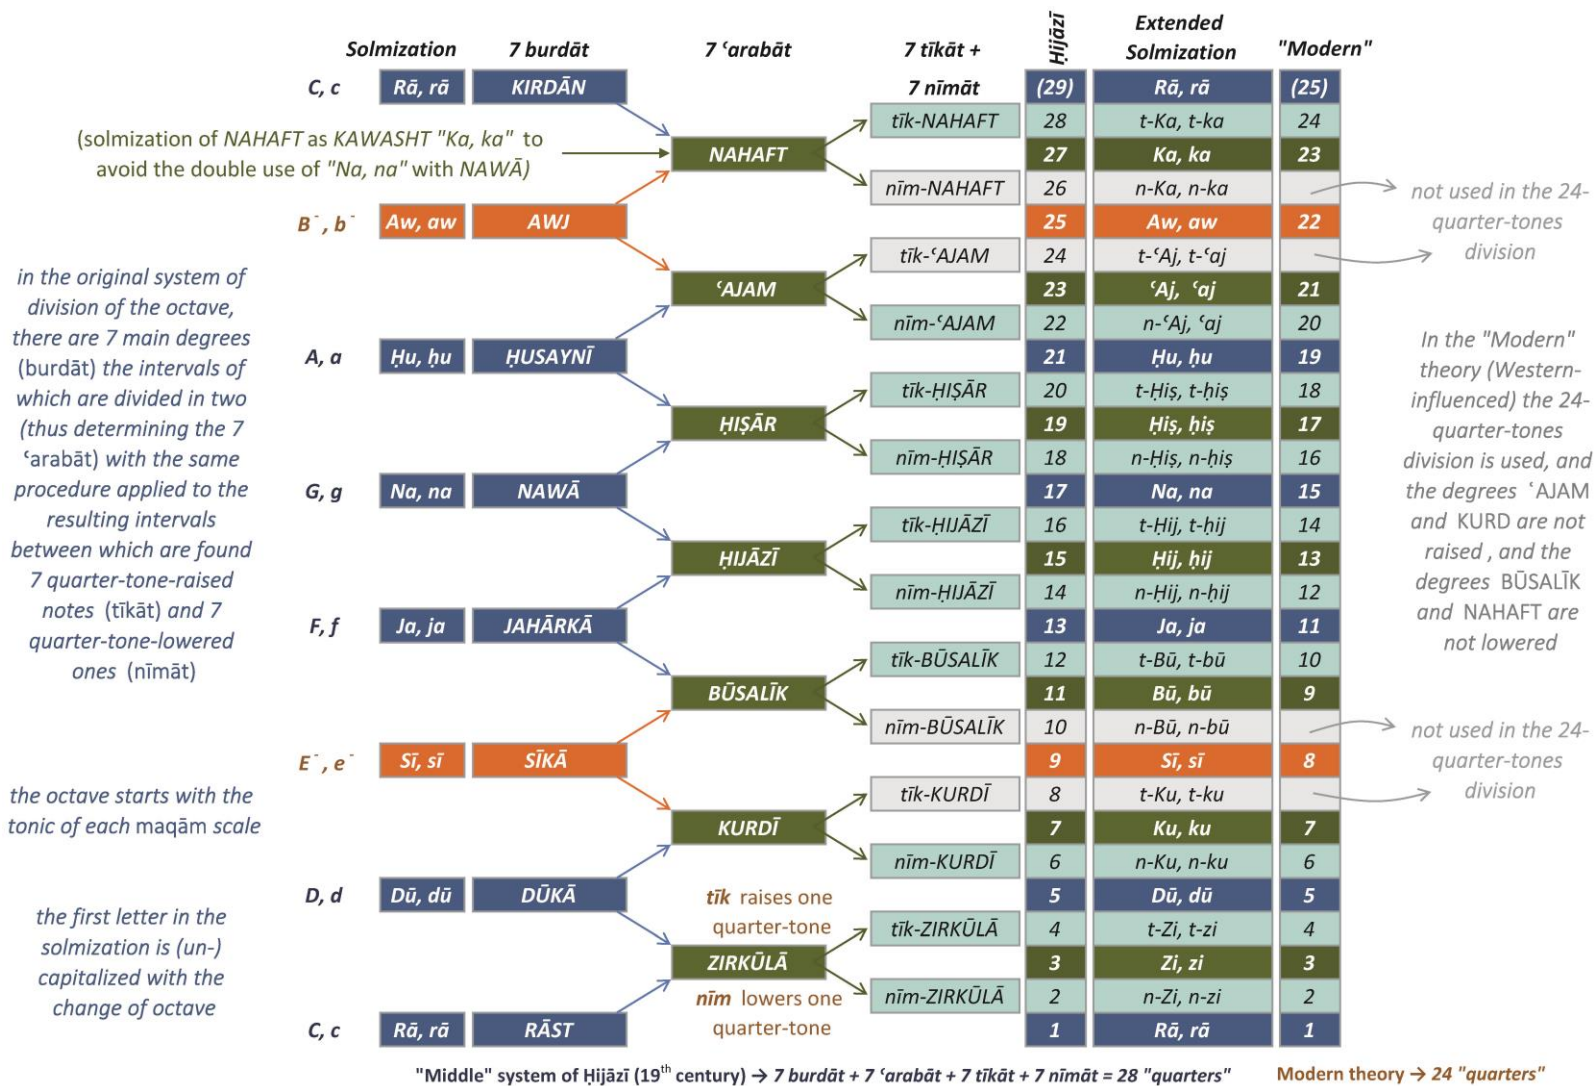 Solmization 7 burdāt 7 ʿarabāt 7 tīkāt + 7 nīmāt Ḥijāzī Extended Solmization "Modern"
C, c Rā, rā KIRDĀN (29) Rā, rā (25)
tīk-NAHAFT 28 t-Ka, t-ka 24
(solmization of NAHAFT as KAWASHT "Ka, ka" to
avoid the double use of "Na, na" with NAWĀ)
NAHAFT 27 Ka, ka 23
nīm-NAHAFT 26 n-Ka, n-ka
B⁻, b⁻ Aw, aw AWJ 25 Aw, aw 22
not used in the 24-
quarter-tones
division
tīk-ʿAJAM 24 t-ʿAj, t-ʿaj
ʿAJAM 23 ʿAj, ʿaj 21
nīm-ʿAJAM 22 n-ʿAj, ʿaj 20
A, a Ḥu, ḥu ḤUSAYNĪ 21 Ḥu, ḥu 19
tīk-ḤIṢĀR 20 t-Ḥiṣ, t-ḥiṣ 18
ḤIṢĀR 19 Ḥiṣ, ḥiṣ 17
nīm-ḤIṢĀR 18 n-Ḥiṣ, n-ḥiṣ 16
G, g Na, na NAWĀ 17 Na, na 15
tīk-ḤIJĀZĪ 16 t-Ḥij, t-ḥij 14
ḤIJĀZĪ 15 Ḥij, ḥij 13
nīm-ḤIJĀZĪ 14 n-Ḥij, n-ḥij 12
F, f Ja, ja JAHĀRKĀ 13 Ja, ja 11
tīk-BŪSALĪK 12 t-Bū, t-bū 10
BŪSALĪK 11 Bū, bū 9
nīm-BŪSALĪK 10 n-Bū, n-bū
E⁻, e⁻ Sī, sī SĪKĀ 9 Sī, sī 8
not used in the 24-
quarter-tones
division
tīk-KURDĪ 8 t-Ku, t-ku
KURDĪ 7 Ku, ku 7
nīm-KURDĪ 6 n-Ku, n-ku 6
D, d Dū, dū DŪKĀ 5 Dū, dū 5
tīk raises one
quarter-tone
tīk-ZIRKŪLĀ 4 t-Zi, t-zi 4
ZIRKŪLĀ 3 Zi, zi 3
nīm lowers one
quarter-tone
nīm-ZIRKŪLĀ 2 n-Zi, n-zi 2
C, c Rā, rā RĀST 1 Rā, rā 1
in the original system of
division of the octave,
there are 7 main degrees
(burdāt) the intervals of
which are divided in two
(thus determining the 7
ʿarabāt) with the same
procedure applied to the
resulting intervals
between which are found
7 quarter-tone-raised
notes (tīkāt) and 7
quarter-tone-lowered
ones (nīmāt)
the octave starts with the
tonic of each maqām scale
the first letter in the
solmization is (un-)
capitalized with the
change of octave
In the "Modern"
theory (Western-
influenced) the 24-
quarter-tones
division is used, and
the degrees ʿAJAM
and KURD are not
raised , and the
degrees BŪSALĪK
and NAHAFT are
not lowered
"Middle" system of Ḥijāzī (19th century) → 7 burdāt + 7 ʿarabāt + 7 tīkāt + 7 nīmāt = 28 "quarters" Modern theory → 24 "quarters"